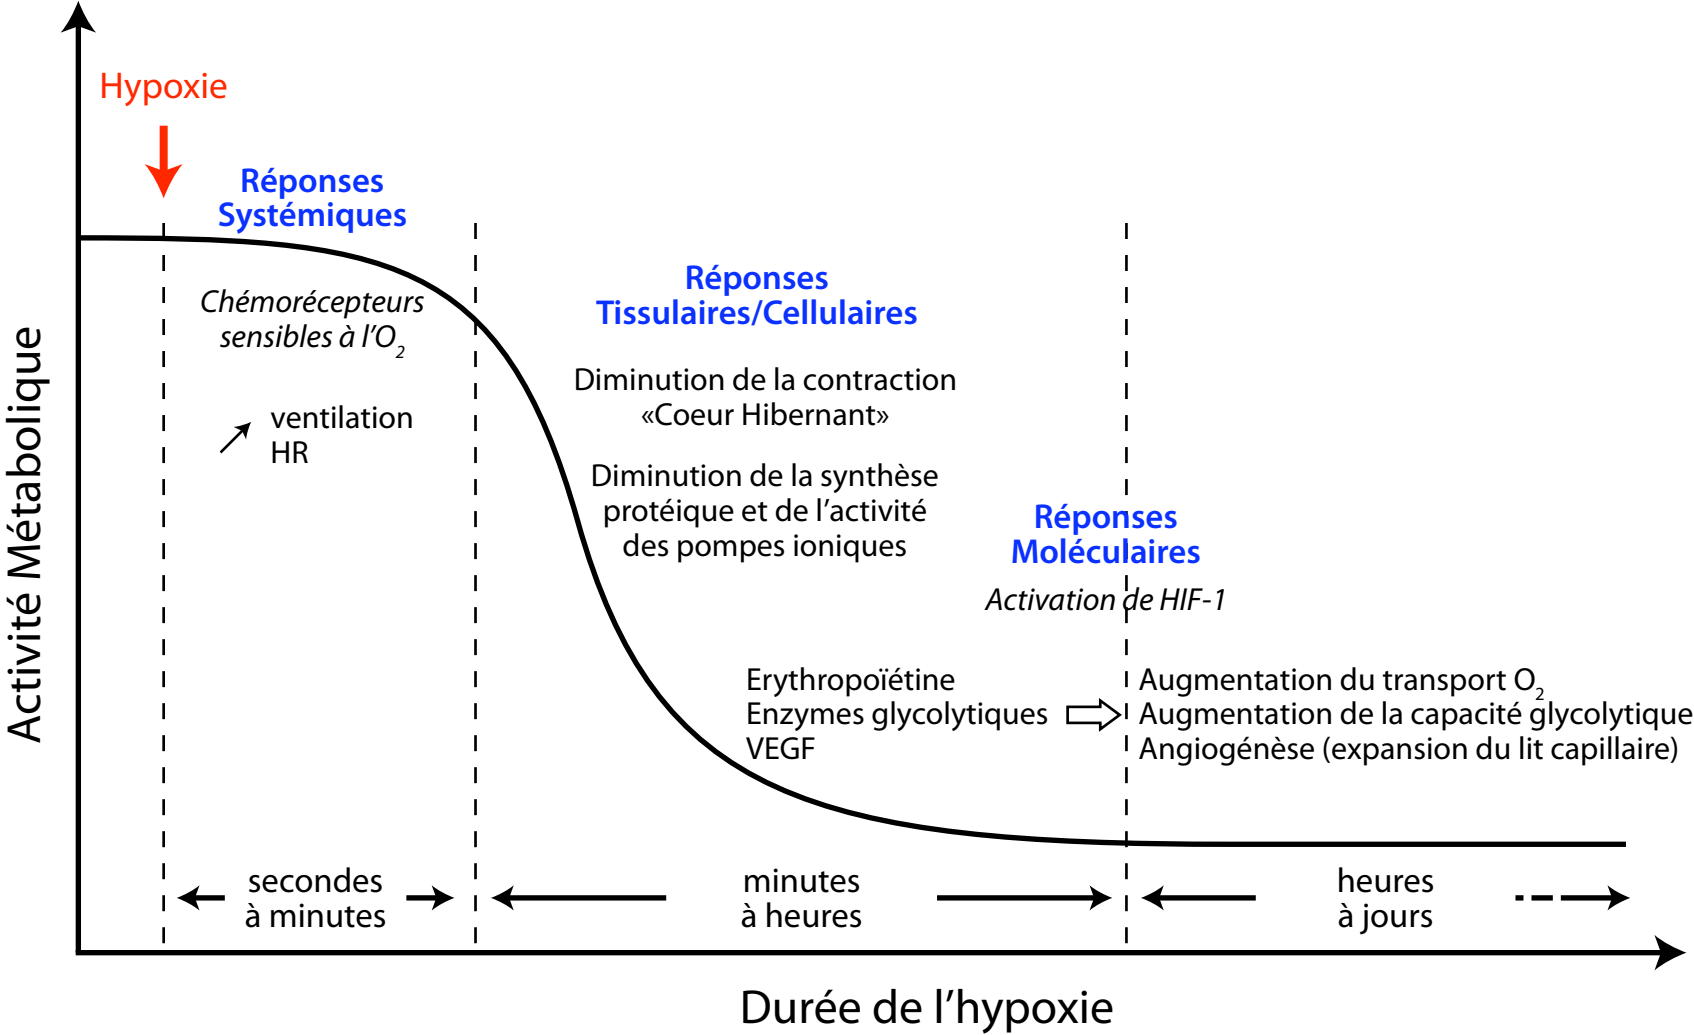 Hypoxie
Réponses
Systémiques
Chémorécepteurs
sensibles à l'O₂
ventilation
HR
Réponses
Tissulaires/Cellulaires
Diminution de la contraction
«Coeur Hibernant»
Diminution de la synthèse
protéique et de l'activité
des pompes ioniques
Réponses
Moléculaires
Activation de HIF-1
Erythropoïétine
Enzymes glycolytiques
VEGF
Augmentation du transport O₂
Augmentation de la capacité glycolytique
Angiogénèse (expansion du lit capillaire)
secondes
à minutes
minutes
à heures
heures
à jours
Activité Métabolique
Durée de l'hypoxie